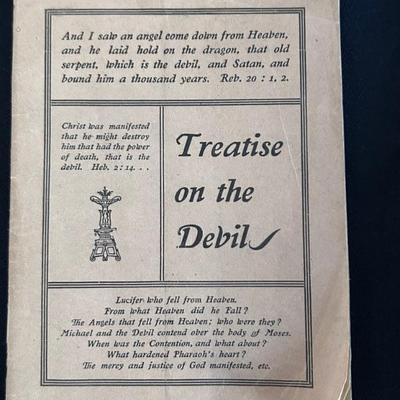 And I saw an angel come down from Heaven,
and he laid hold on the dragon, that old
serpent, which is the devil, and Satan, and
bound him a thousand years. Rev. 20 : 1, 2.
Christ was manifested
that he might destroy
him that had the power
of death, that is the
devil. Heb. 2 : 14. . .
Treatise
on the
Devil
Lucifer who fell from Heaven.
From what Heaven did he Fall?
The Angels that fell from Heaven; who were they?
Michael and the Devil contend over the body of Moses.
When was the Contention, and what about?
What hardened Pharaoh's heart?
The mercy and justice of God manifested, etc.